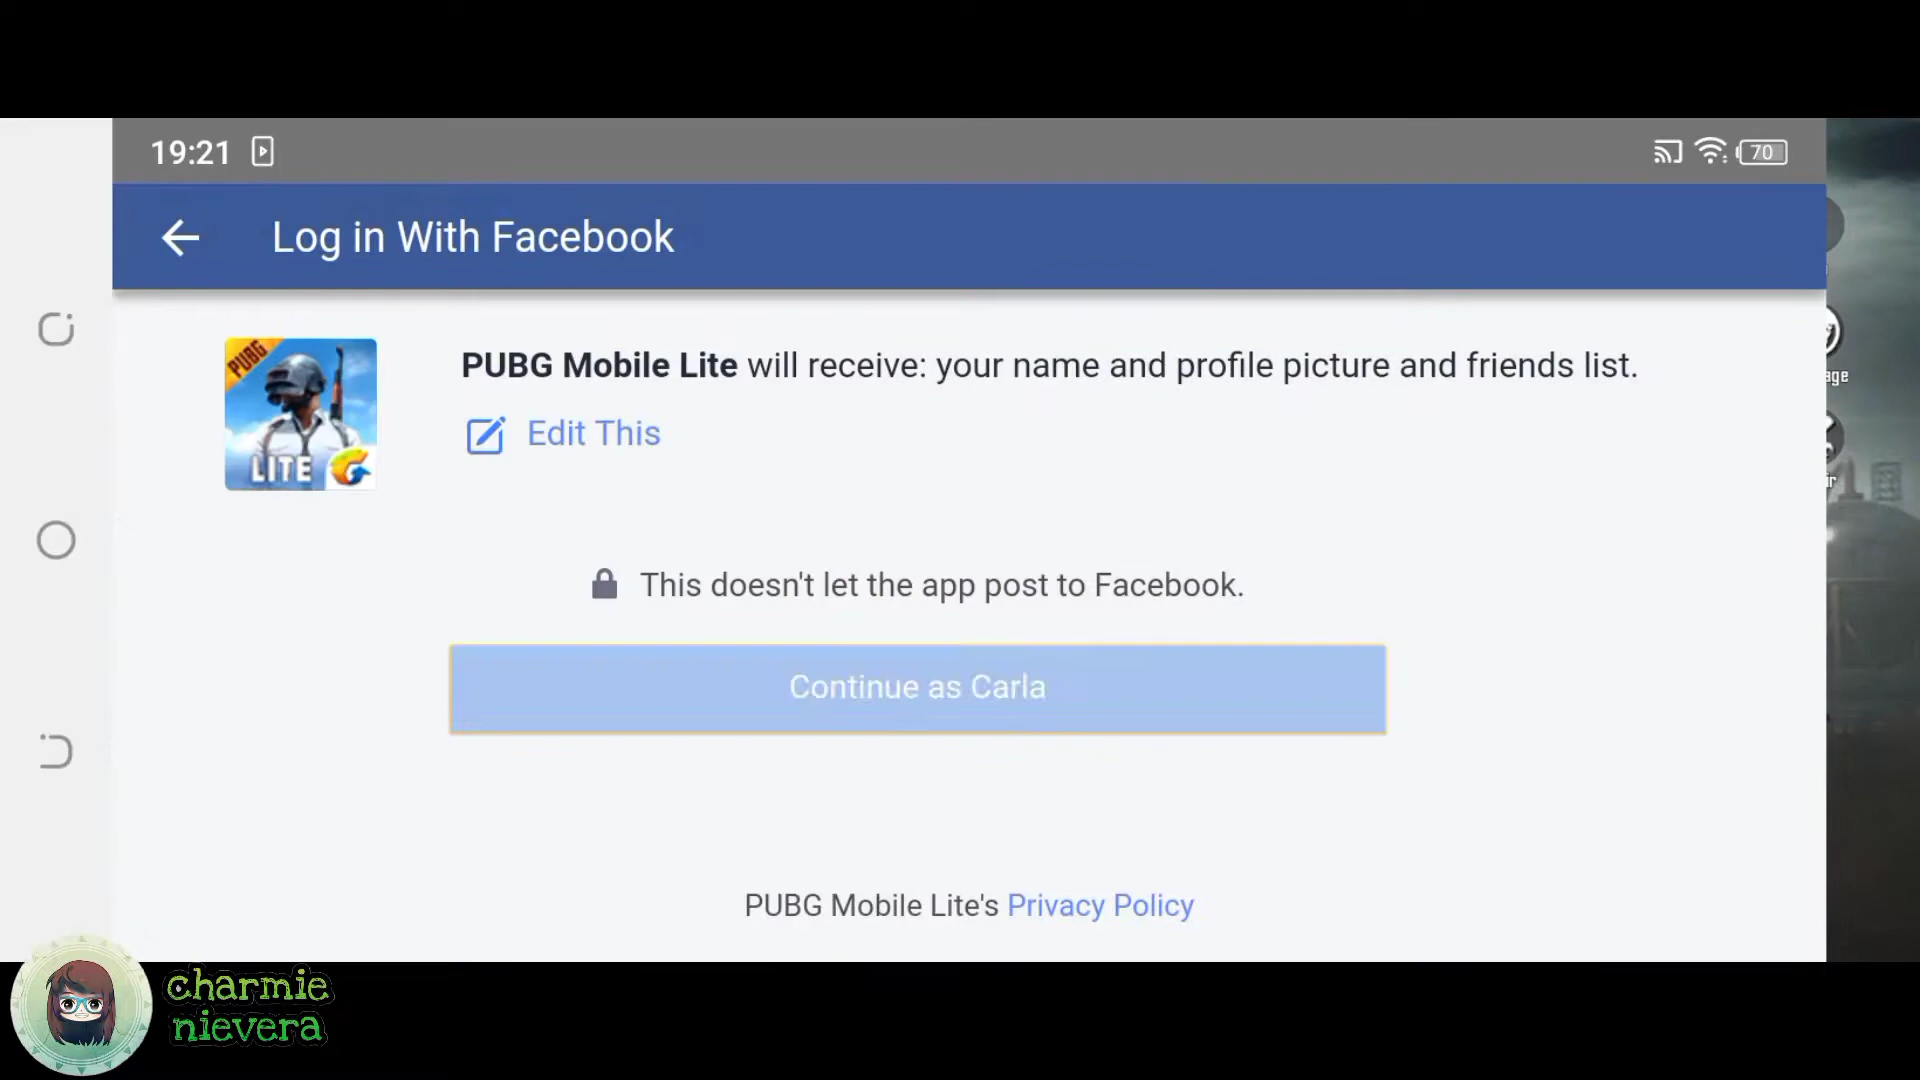 19:21
70
Log in With Facebook
PUBG
LITE
PUBG Mobile Lite will receive: your name and profile picture and friends list.
Edit This
This doesn't let the app post to Facebook.
Continue as Carla
PUBG Mobile Lite's Privacy Policy
charmie
nievera